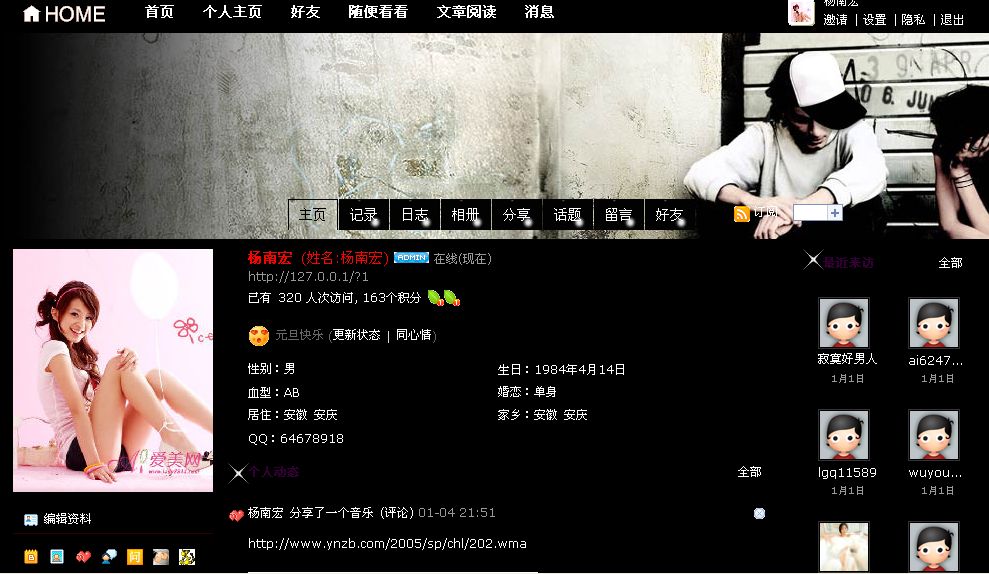 HOME 首页 个人主页 好友 随便看看 文章阅读 消息
杨南宏
邀请 | 设置 | 隐私 | 退出
主页 记录 日志 相册 分享 话题 留言 好友 订阅
杨南宏 (姓名:杨南宏) ADMIN 在线(现在)
http://127.0.0.1/?1
已有 320 人次访问, 163个积分
元旦快乐 (更新状态 | 同心情)
性别：男 生日：1984年4月14日
血型：AB 婚恋：单身
居住：安徽 安庆 家乡：安徽 安庆
QQ：64678918
爱美网
编辑资料
个人动态 全部
杨南宏 分享了一个音乐 (评论) 01-04 21:51
http://www.ynzb.com/2005/sp/chl/202.wma
最近来访 全部
寂寞好男人 ai6247...
1月1日 1月1日
lgq11589 wuyou...
1月1日 1月1日